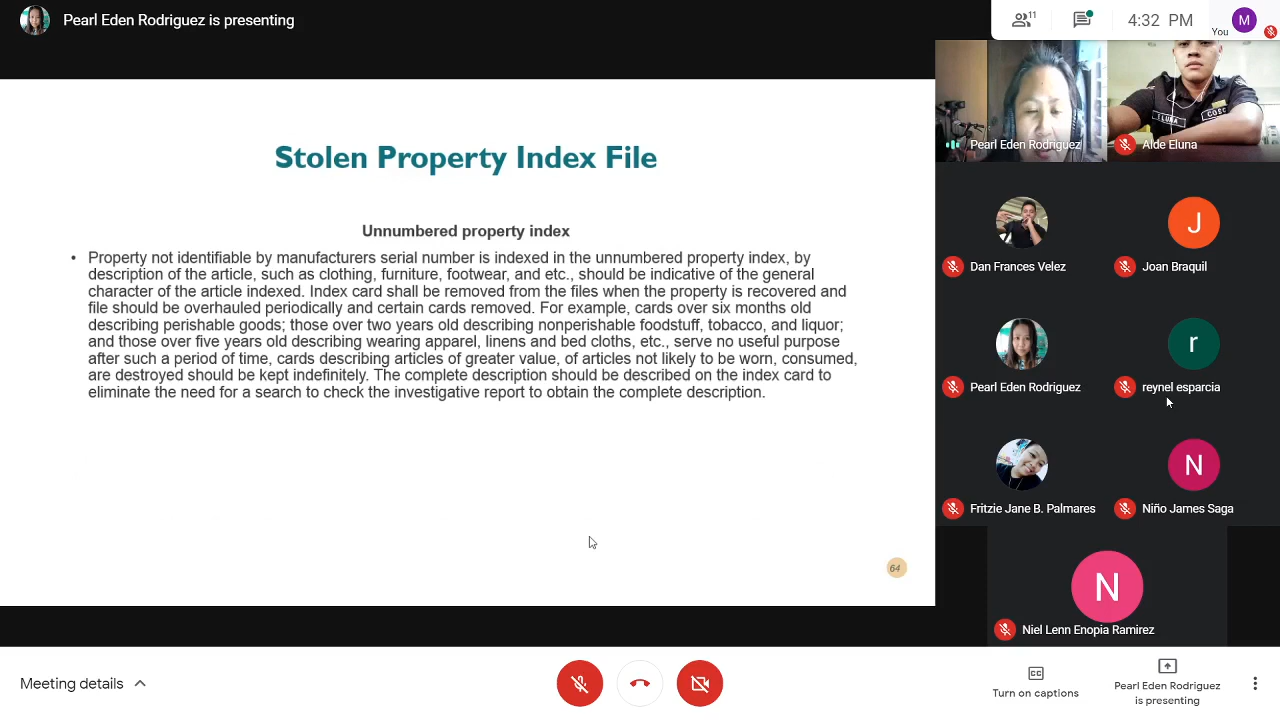 Pearl Eden Rodriguez is presenting
11
4:32 PM
You
M
Stolen Property Index File
Unnumbered property index
• Property not identifiable by manufacturers serial number is indexed in the unnumbered property index, by
description of the article, such as clothing, furniture, footwear, and etc., should be indicative of the general
character of the article indexed. Index card shall be removed from the files when the property is recovered and
file should be overhauled periodically and certain cards removed. For example, cards over six months old
describing perishable goods; those over two years old describing nonperishable foodstuff, tobacco, and liquor;
and those over five years old describing wearing apparel, linens and bed cloths, etc., serve no useful purpose
after such a period of time, cards describing articles of greater value, of articles not likely to be worn, consumed,
are destroyed should be kept indefinitely. The complete description should be described on the index card to
eliminate the need for a search to check the investigative report to obtain the complete description.
64
ELUNA
COSC
Pearl Eden Rodriguez
Alde Eluna
J
Dan Frances Velez
Joan Braquil
r
Pearl Eden Rodriguez
reynel esparcia
N
Fritzie Jane B. Palmares
Niño James Saga
N
Niel Lenn Enopia Ramirez
Meeting details
CC
Turn on captions
Pearl Eden Rodriguez
is presenting